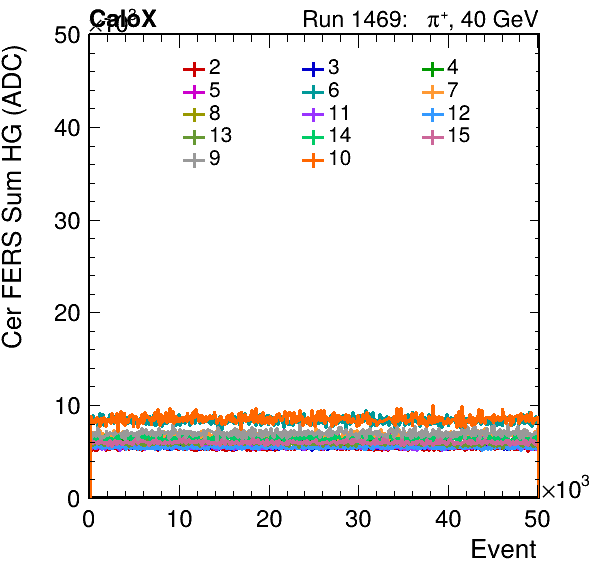 CaloX Run 1469: π⁺, 40 GeV
×10³
Cer FERS Sum HG (ADC)
50
40
30
20
10
0
2 3 4
5 6 7
8 11 12
13 14 15
9 10
0 10 20 30 40 50
×10³
Event